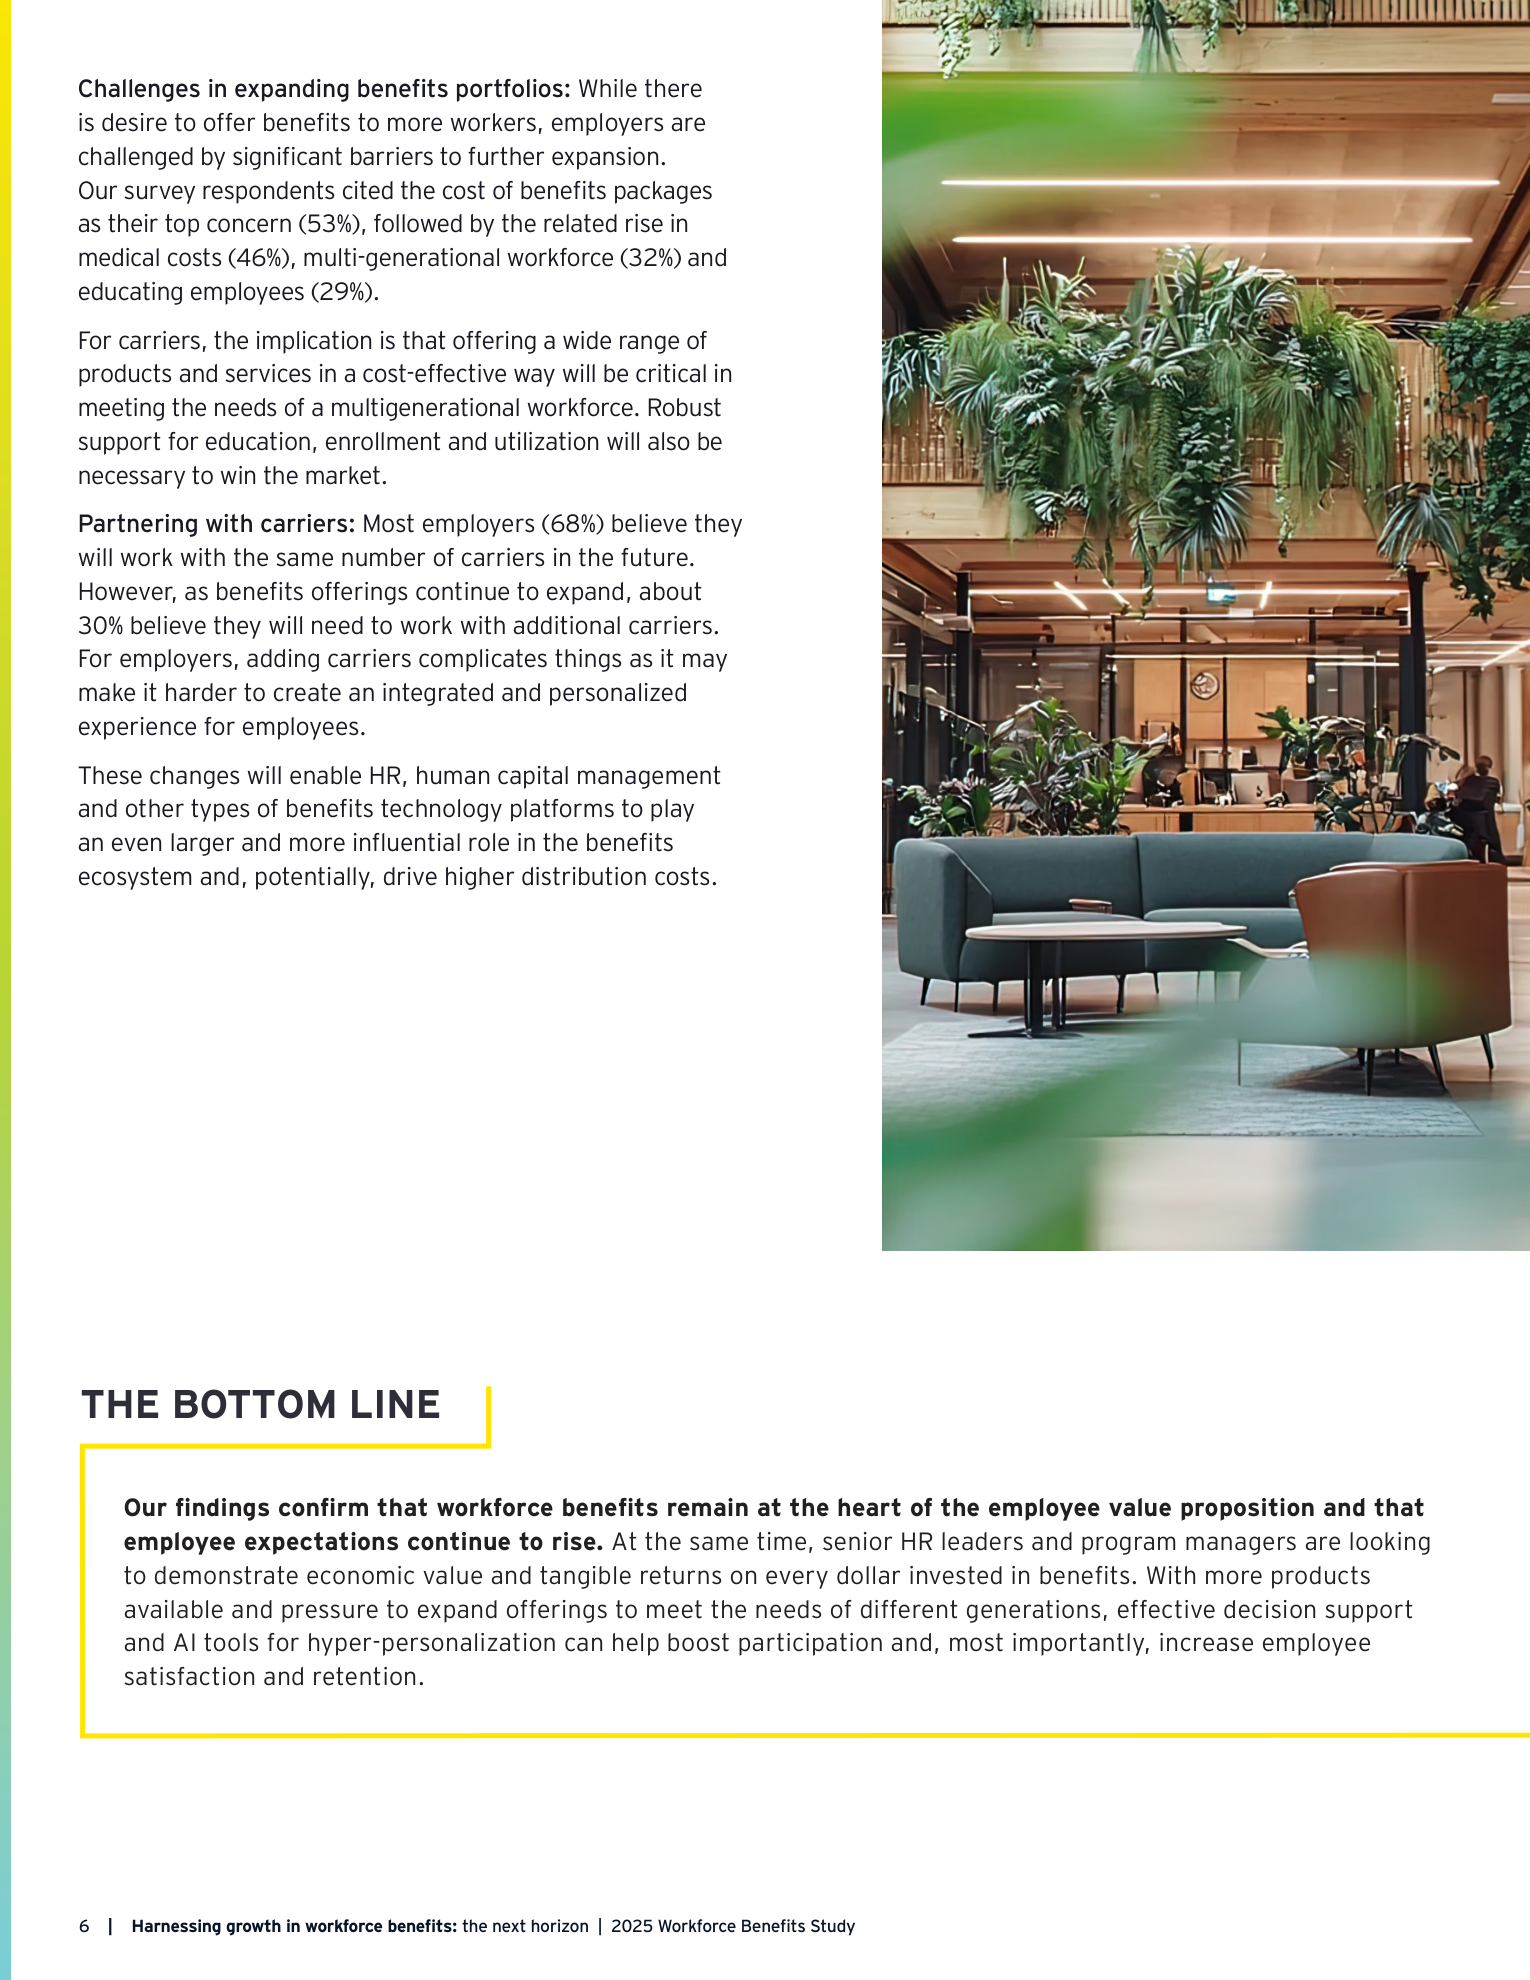 Challenges in expanding benefits portfolios: While there
is desire to offer benefits to more workers, employers are
challenged by significant barriers to further expansion.
Our survey respondents cited the cost of benefits packages
as their top concern (53%), followed by the related rise in
medical costs (46%), multi-generational workforce (32%) and
educating employees (29%).
For carriers, the implication is that offering a wide range of
products and services in a cost-effective way will be critical in
meeting the needs of a multigenerational workforce. Robust
support for education, enrollment and utilization will also be
necessary to win the market.
Partnering with carriers: Most employers (68%) believe they
will work with the same number of carriers in the future.
However, as benefits offerings continue to expand, about
30% believe they will need to work with additional carriers.
For employers, adding carriers complicates things as it may
make it harder to create an integrated and personalized
experience for employees.
These changes will enable HR, human capital management
and other types of benefits technology platforms to play
an even larger and more influential role in the benefits
ecosystem and, potentially, drive higher distribution costs.
THE BOTTOM LINE
Our findings confirm that workforce benefits remain at the heart of the employee value proposition and that
employee expectations continue to rise. At the same time, senior HR leaders and program managers are looking
to demonstrate economic value and tangible returns on every dollar invested in benefits. With more products
available and pressure to expand offerings to meet the needs of different generations, effective decision support
and AI tools for hyper-personalization can help boost participation and, most importantly, increase employee
satisfaction and retention.
6 | Harnessing growth in workforce benefits: the next horizon | 2025 Workforce Benefits Study